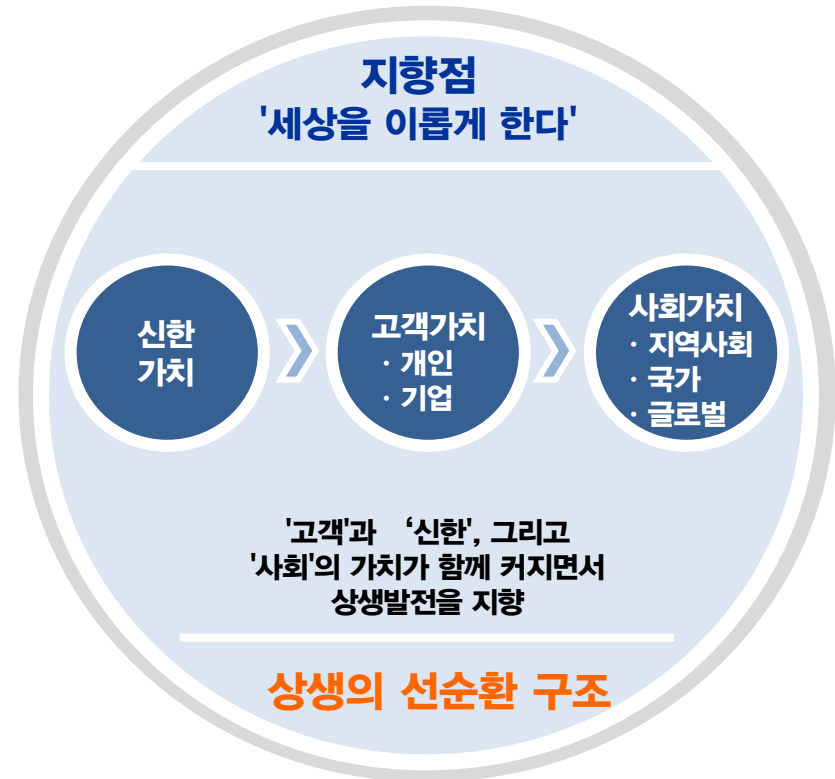 지향점
'세상을 이롭게 한다'
신한
가치
고객가치
· 개인
· 기업
사회가치
· 지역사회
· 국가
· 글로벌
'고객'과 ‘신한', 그리고
'사회'의 가치가 함께 커지면서
상생발전을 지향
상생의 선순환 구조